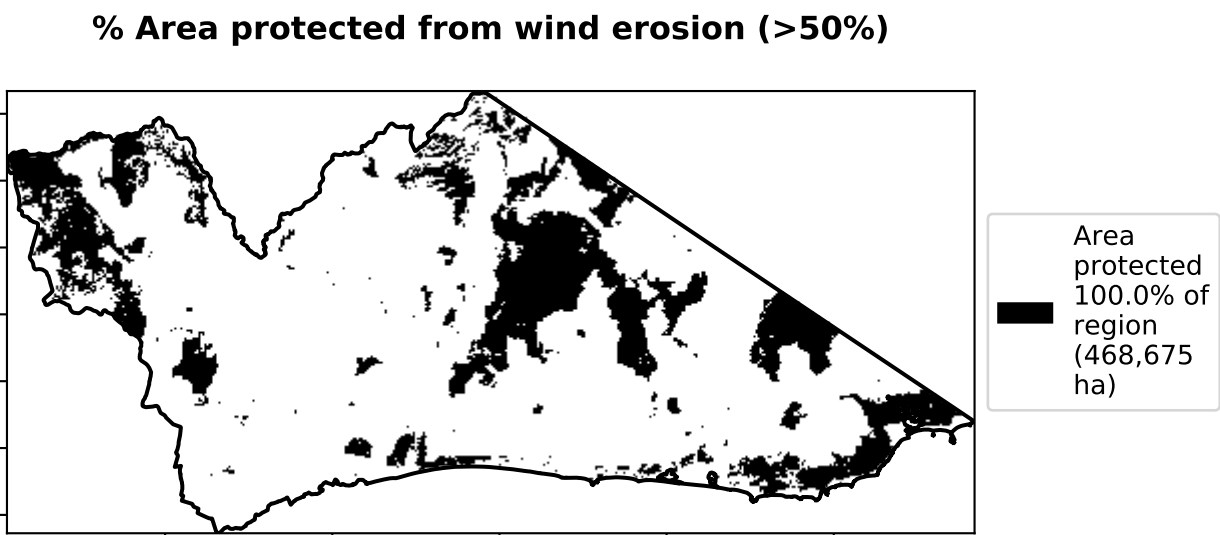 % Area protected from wind erosion (>50%)
Area
protected
100.0% of
region
(468,675
ha)